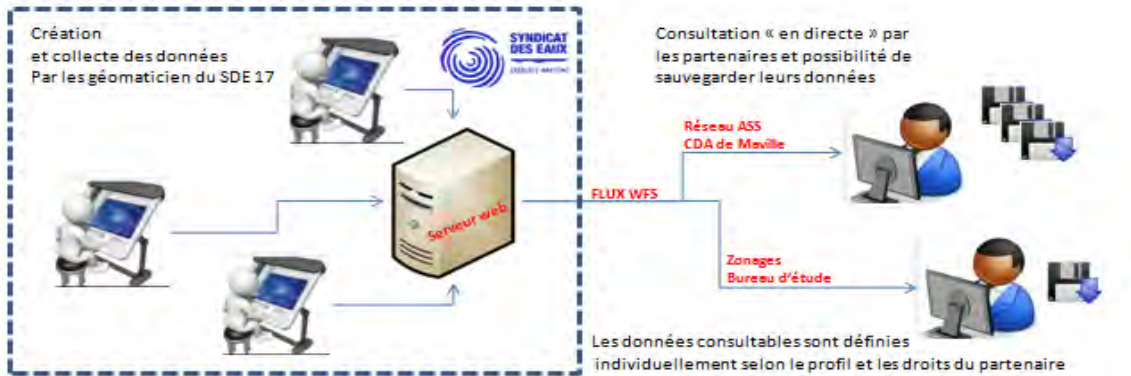 Création
et collecte des données
Par les géomaticien du SDE 17
SYNDICAT
DES EAUX
Serveur web
FLUX WFS
Consultation « en directe » par
les partenaires et possibilité de
sauvegarder leurs données
Réseau ASS
CDA de Maville
Zonages
Bureau d'étude
Les données consultables sont définies
individuellement selon le profil et les droits du partenaire